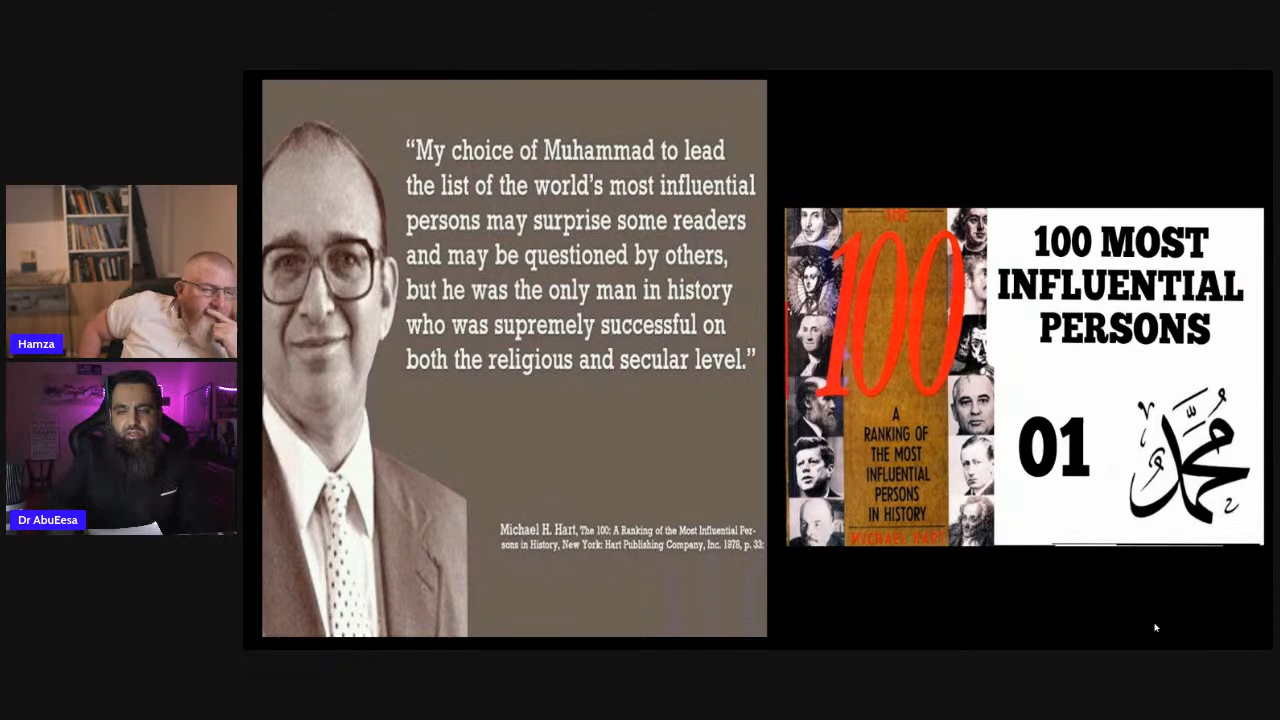 Hamza
Dr AbuEesa
“My choice of Muhammad to lead
the list of the world’s most influential
persons may surprise some readers
and may be questioned by others,
but he was the only man in history
who was supremely successful on
both the religious and secular level.”
Michael H. Hart, The 100: A Ranking of the Most Influential Per-
sons in History, New York: Hart Publishing Company, Inc. 1978, p. 33:
THE
100
A
RANKING OF
THE MOST
INFLUENTIAL
PERSONS
IN HISTORY
MICHAEL HART
100 MOST
INFLUENTIAL
PERSONS
01
محمد